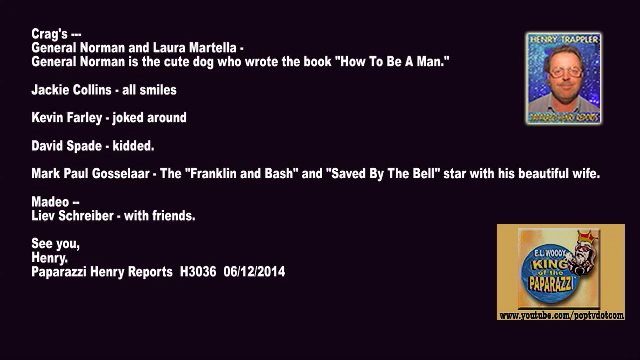 Crag's ---
General Norman and Laura Martella -
General Norman is the cute dog who wrote the book "How To Be A Man."
Jackie Collins - all smiles
Kevin Farley - joked around
David Spade - kidded.
Mark Paul Gosselaar - The "Franklin and Bash" and "Saved By The Bell" star with his beautiful wife.
Madeo --
Liev Schreiber - with friends.
See you,
Henry.
Paparazzi Henry Reports H3036 06/12/2014
HENRY TRAPPLER
PAPARAZZI HENRY REPORTS
E.L. WOODY
KING
of the
PAPARAZZI
www.youtube.com/poptvdotcom